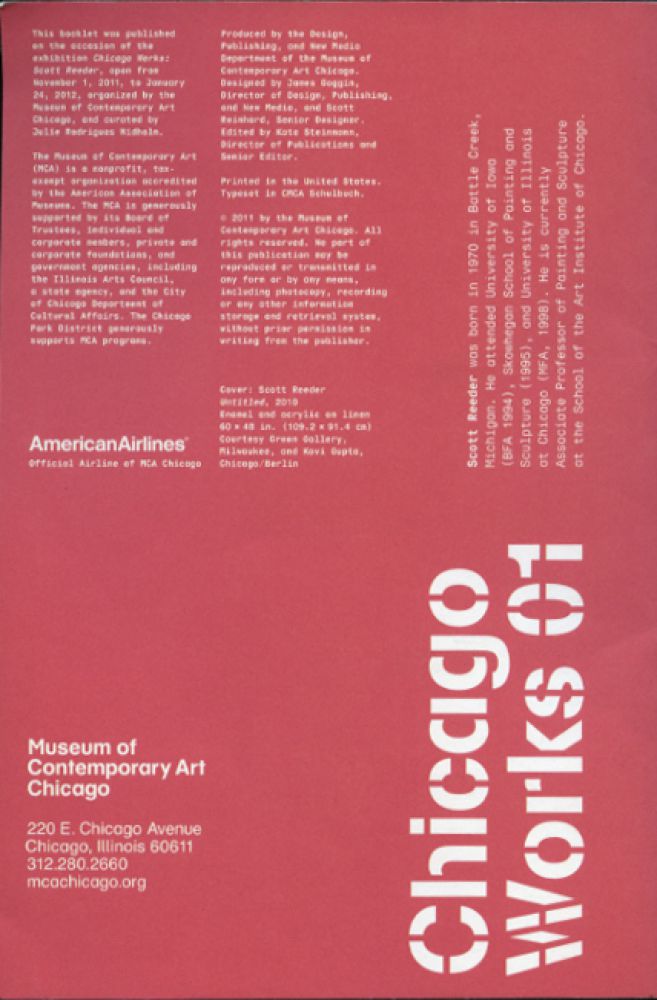 This booklet was published
on the occasion of the
exhibition Chicago Works:
Scott Reeder, open from
November 1, 2011, to January
24, 2012, organized by the
Museum of Contemporary Art
Chicago, and curated by
Julie Rodrigues Widholm.
The Museum of Contemporary Art
(MCA) is a nonprofit, tax-
exempt organization accredited
by the American Association of
Museums. The MCA is generously
supported by its Board of
Trustees, individual and
corporate members, private and
corporate foundations, and
government agencies, including
the Illinois Arts Council,
a state agency, and the City
of Chicago Department of
Cultural Affairs. The Chicago
Park District generously
supports MCA programs.
AmericanAirlines
Official Airline of MCA Chicago
Produced by the Design,
Publishing, and New Media
Department of the Museum of
Contemporary Art Chicago.
Designed by James Goggin,
Director of Design, Publishing,
and New Media, and Scott
Reinhard, Senior Designer.
Edited by Kate Steinmann,
Director of Publications and
Senior Editor.
Printed in the United States.
Typeset in CMCA Schulbuch.
© 2011 by the Museum of
Contemporary Art Chicago. All
rights reserved. No part of
this publication may be
reproduced or transmitted in
any form or by any means,
including photocopy, recording
or any other information
storage and retrieval system,
without prior permission in
writing from the publisher.
Cover: Scott Reeder
Untitled, 2010
Enamel and acrylic on linen
60 × 48 in. (109.2 × 91.4 cm)
Courtesy Green Gallery,
Milwaukee, and Kavi Gupta,
Chicago/Berlin
Scott Reeder was born in 1970 in Battle Creek,
Michigan. He attended University of Iowa
(BFA 1994), Skowhegan School of Painting and
Sculpture (1995), and University of Illinois
at Chicago (MFA, 1998). He is currently
Associate Professor of Painting and Sculpture
at the School of the Art Institute of Chicago.
Chicago
Works 01
Museum of
Contemporary Art
Chicago
220 E. Chicago Avenue
Chicago, Illinois 60611
312.280.2660
mcachicago.org